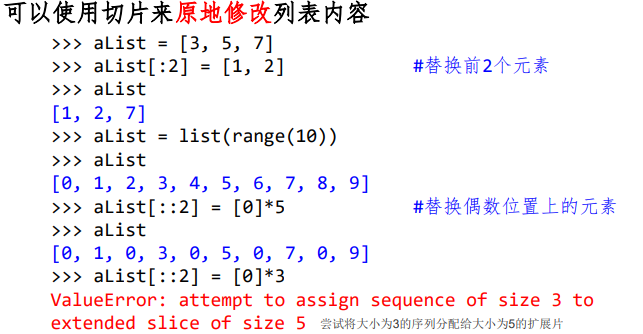 可以使用切片来原地修改列表内容
>>> aList = [3, 5, 7]
>>> aList[:2] = [1, 2] #替换前2个元素
>>> aList
[1, 2, 7]
>>> aList = list(range(10))
>>> aList
[0, 1, 2, 3, 4, 5, 6, 7, 8, 9]
>>> aList[::2] = [0]*5 #替换偶数位置上的元素
>>> aList
[0, 1, 0, 3, 0, 5, 0, 7, 0, 9]
>>> aList[::2] = [0]*3
ValueError: attempt to assign sequence of size 3 to
extended slice of size 5 尝试将大小为3的序列分配给大小为5的扩展片